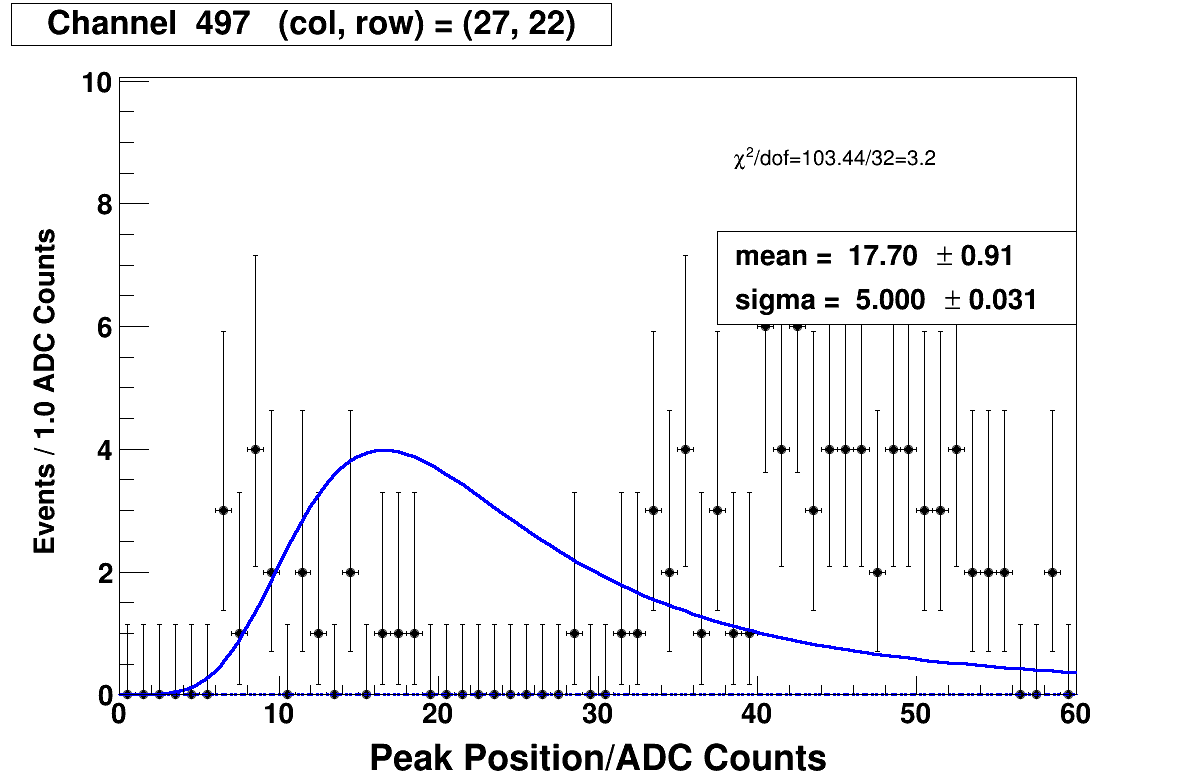 Channel 497 (col, row) = (27, 22)
10
χ²/dof=103.44/32=3.2
8
mean = 17.70 ± 0.91
sigma = 5.000 ± 0.031
6
4
2
0
Events / 1.0 ADC Counts
0 10 20 30 40 50 60
Peak Position/ADC Counts